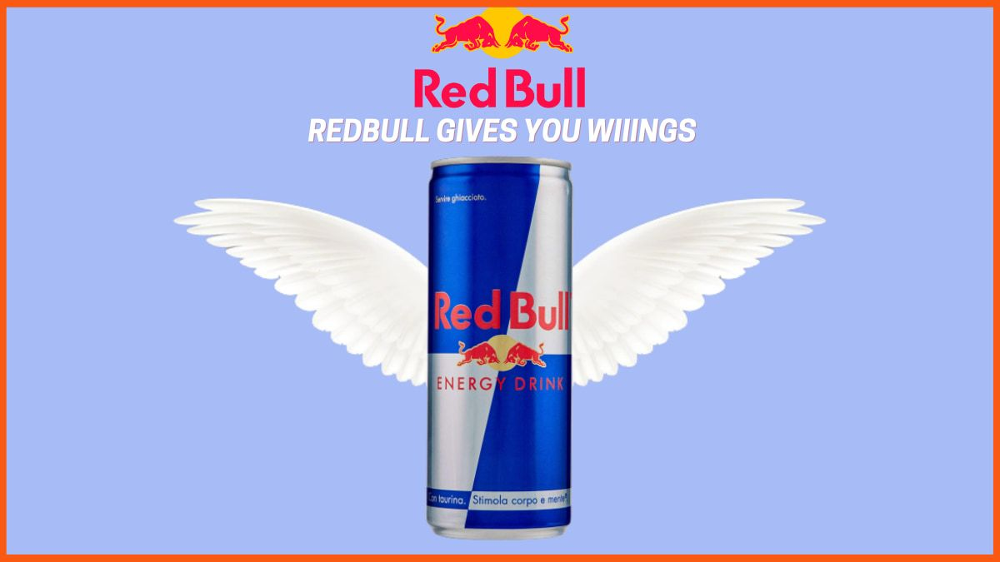 Red Bull
REDBULL GIVES YOU WIIINGS
Servire ghiacciato.
Red Bull
ENERGY DRINK
Con taurina. Stimola corpo e mente®.